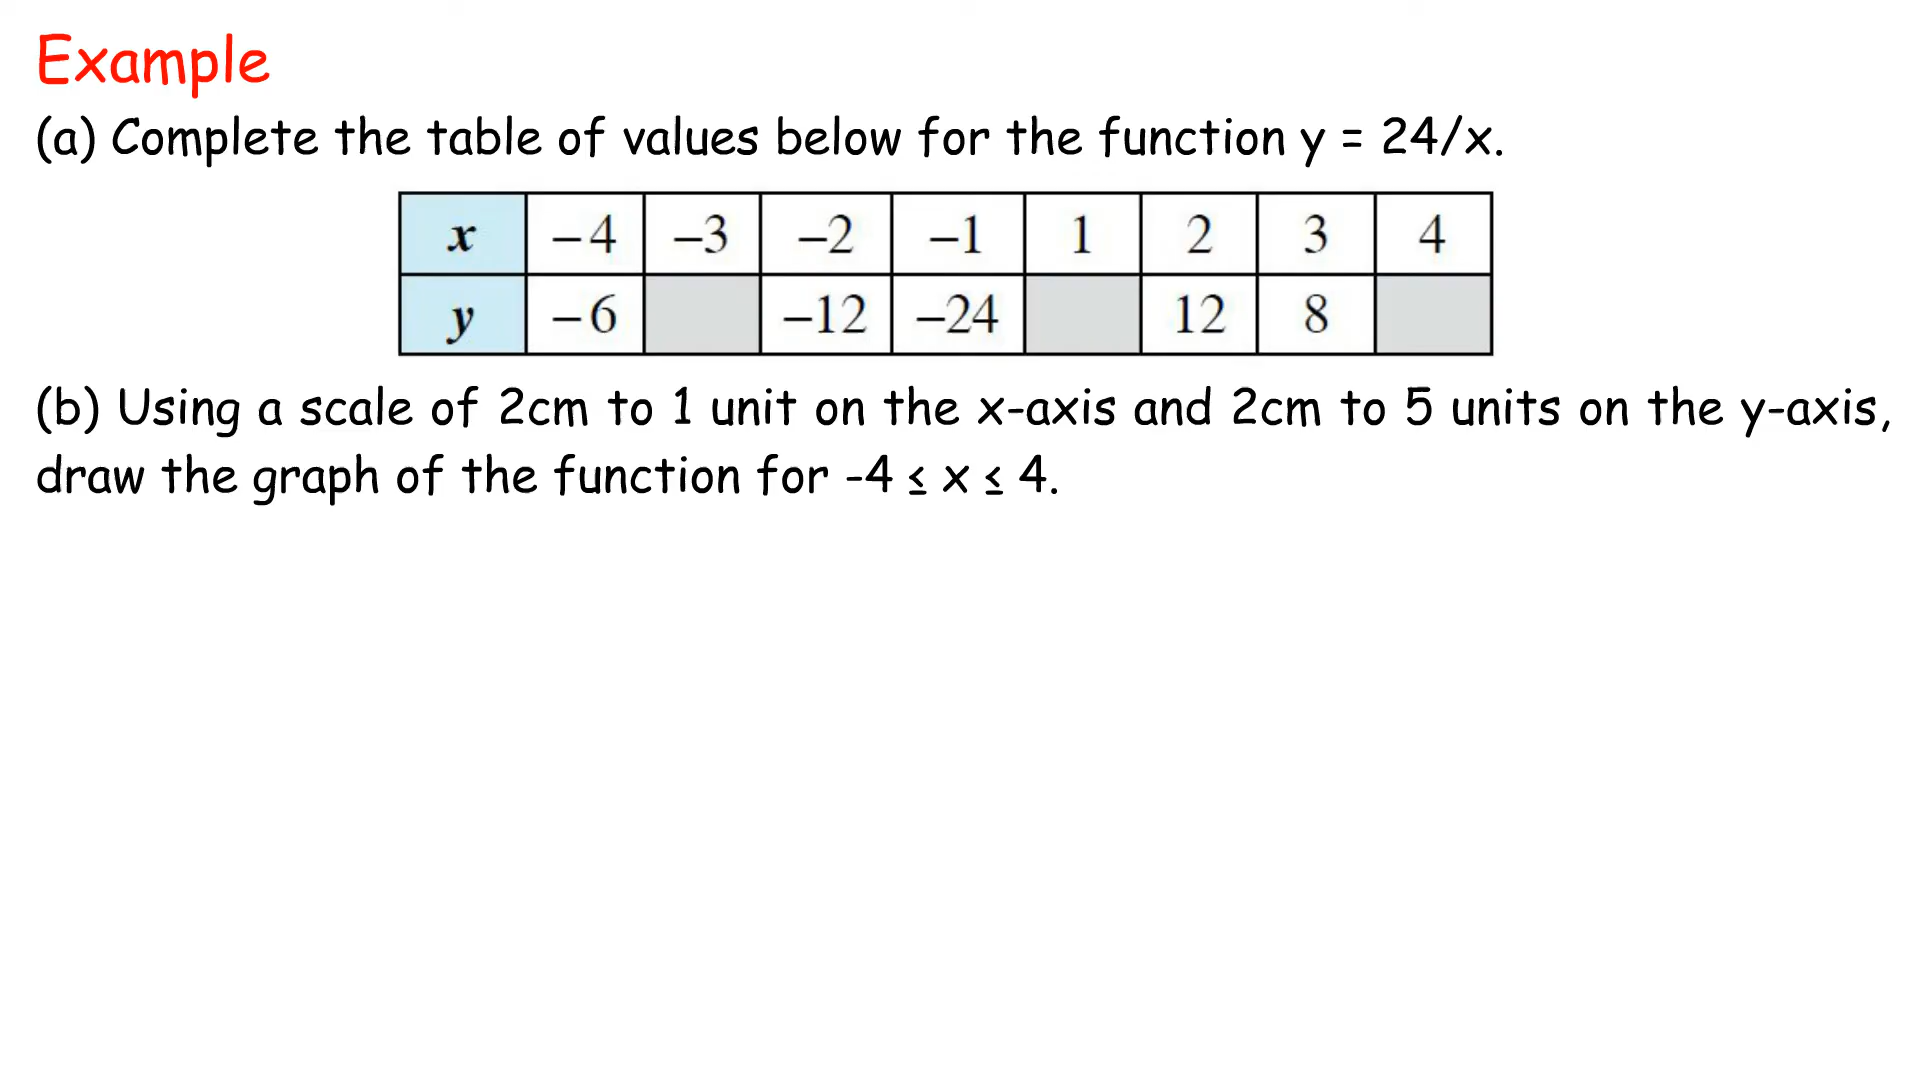 Example
(a) Complete the table of values below for the function y = 24/x.
x –4 –3 –2 –1 1 2 3 4
y –6 –12 –24 12 8
(b) Using a scale of 2cm to 1 unit on the x-axis and 2cm to 5 units on the y-axis,
draw the graph of the function for -4 ≤ x ≤ 4.